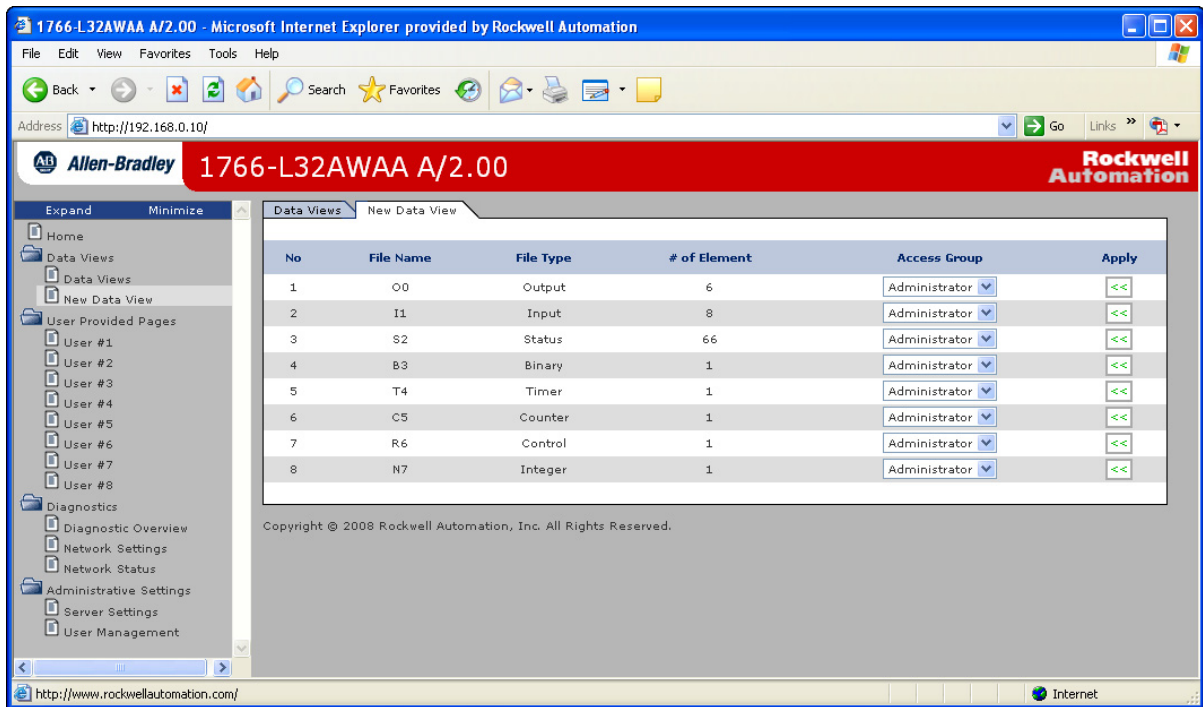 1766-L32AWAA A/2.00 - Microsoft Internet Explorer provided by Rockwell Automation
File Edit View Favorites Tools Help
Back Search Favorites
Address http://192.168.0.10/ Go Links »
AB Allen-Bradley 1766-L32AWAA A/2.00 Rockwell Automation
Expand Minimize
Home
Data Views
Data Views
New Data View
User Provided Pages
User #1
User #2
User #3
User #4
User #5
User #6
User #7
User #8
Diagnostics
Diagnostic Overview
Network Settings
Network Status
Administrative Settings
Server Settings
User Management
Data Views New Data View
No File Name File Type # of Element Access Group Apply
1 O0 Output 6 Administrator <<
2 I1 Input 8 Administrator <<
3 S2 Status 66 Administrator <<
4 B3 Binary 1 Administrator <<
5 T4 Timer 1 Administrator <<
6 C5 Counter 1 Administrator <<
7 R6 Control 1 Administrator <<
8 N7 Integer 1 Administrator <<
Copyright © 2008 Rockwell Automation, Inc. All Rights Reserved.
http://www.rockwellautomation.com/ Internet